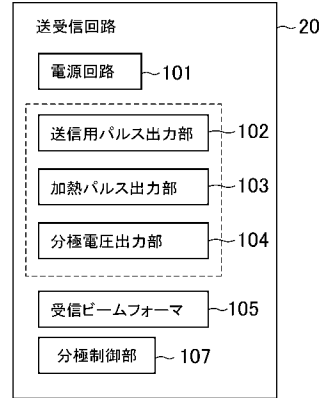 送受信回路 20
電源回路 101
送信用パルス出力部 102
加熱パルス出力部 103
分極電圧出力部 104
受信ビームフォーマ 105
分極制御部 107